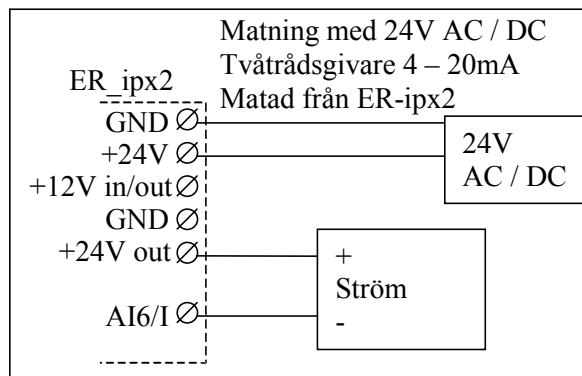 Matning med 24V AC / DC
Tvåtrådsgivare 4 – 20mA
Matad från ER-ipx2
ER_ipx2
GND
+24V
+12V in/out
GND
+24V out
AI6/I
24V
AC / DC
+
Ström
-